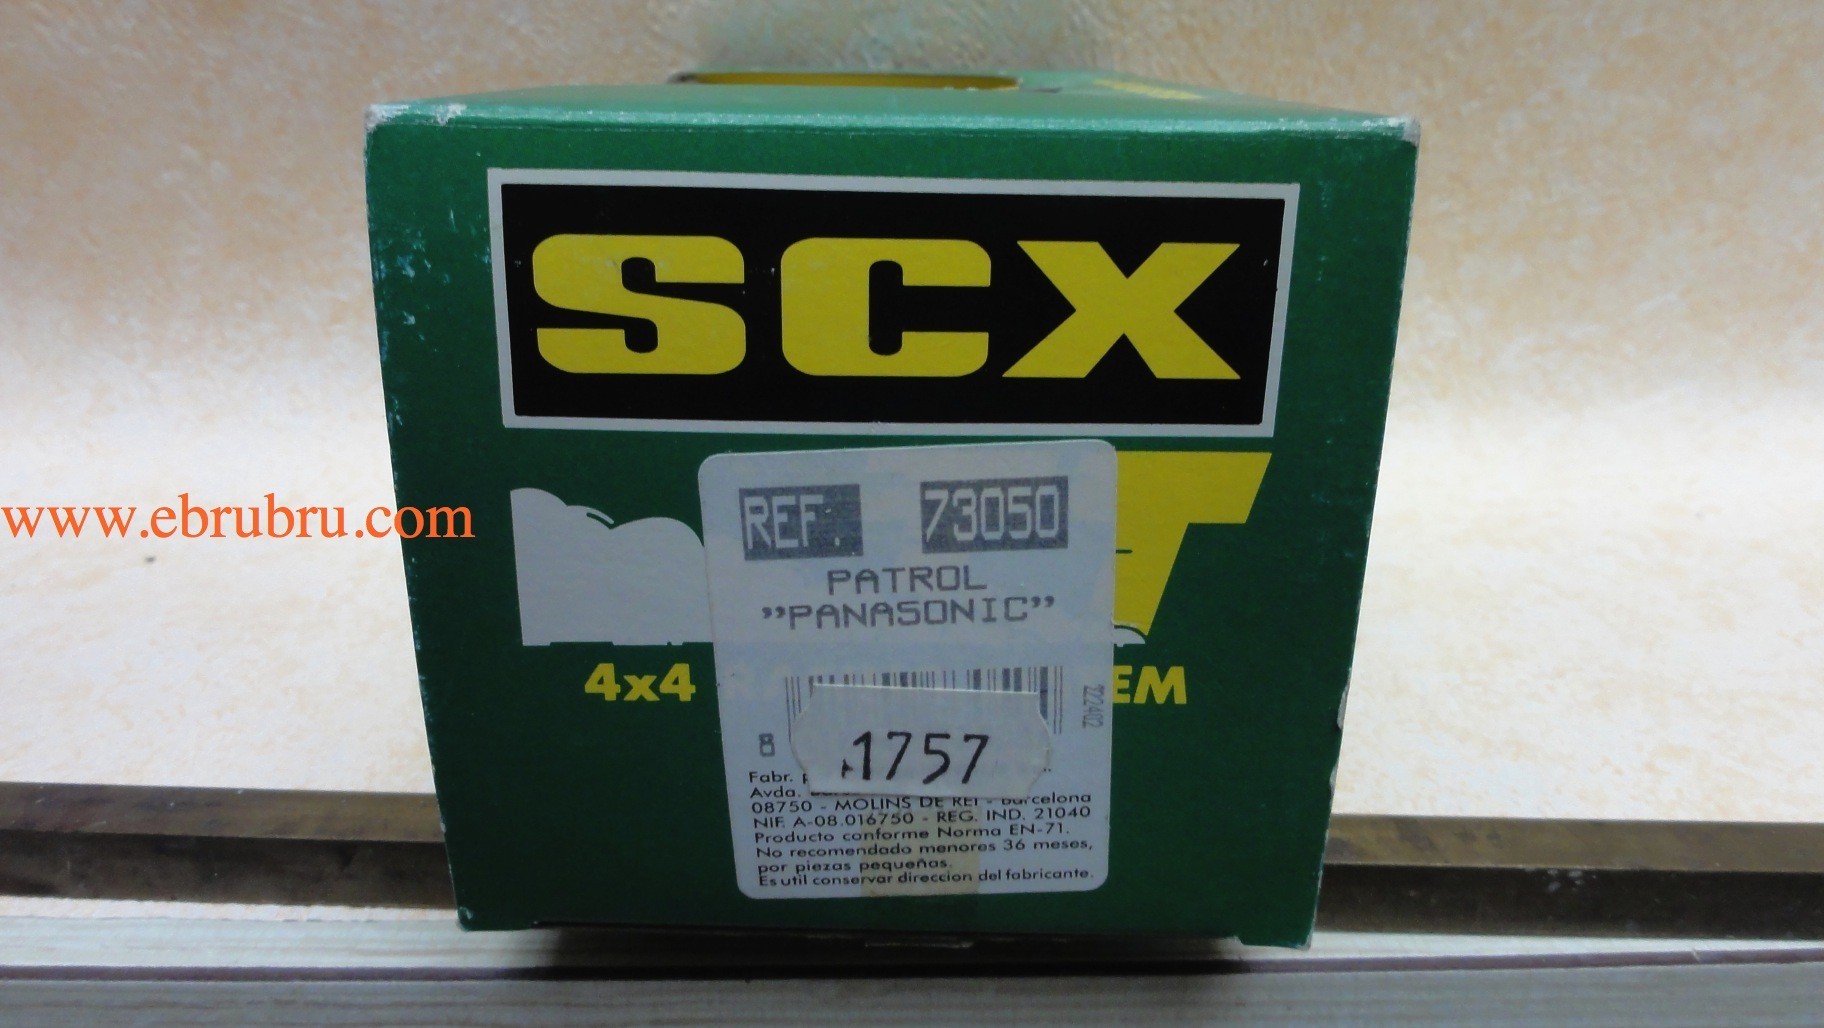 SCX
www.ebrubru.com
REF. 73050
PATROL
"PANASONIC"
4x4 EM
222402
8
1757
Fabr.
Avda.
08750 - MOLINS DE REI - Barcelona
NIF. A-08.016750 - REG. IND. 21040
Producto conforme Norma EN-71.
No recomendado menores 36 meses,
por piezas pequeñas.
Es util conservar direccion del fabricante.